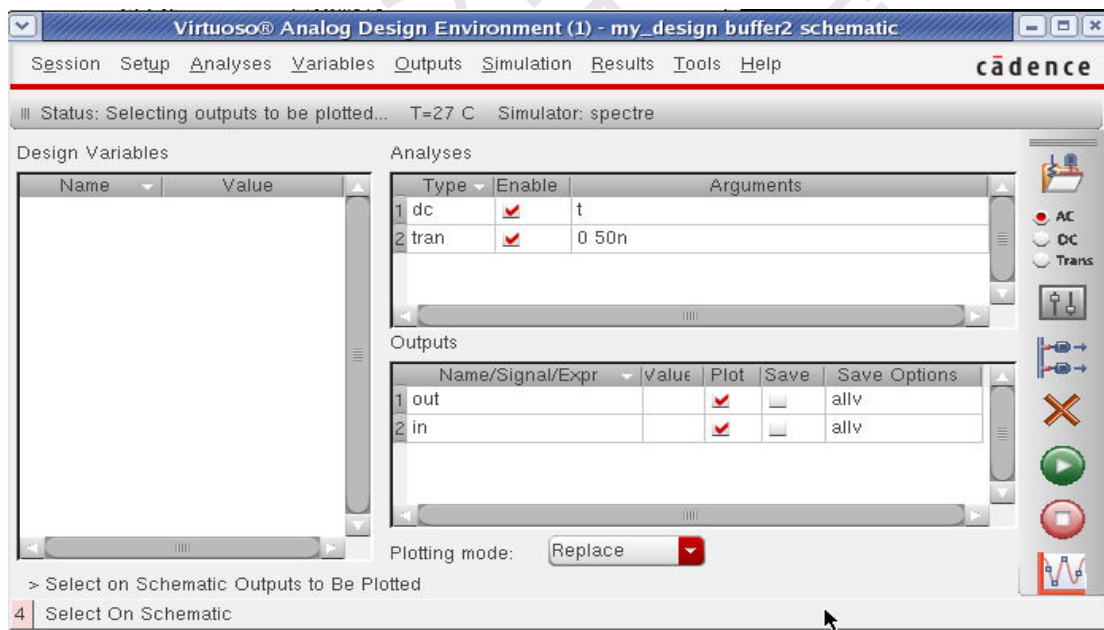 Virtuoso® Analog Design Environment (1) - my_design buffer2 schematic
Session Setup Analyses Variables Outputs Simulation Results Tools Help cādence
Status: Selecting outputs to be plotted... T=27 C Simulator: spectre
Design Variables
Name Value
Analyses
Type Enable Arguments
1 dc t
2 tran 0 50n
Outputs
Name/Signal/Expr Value Plot Save Save Options
1 out allv
2 in allv
Plotting mode: Replace
AC
DC
Trans
> Select on Schematic Outputs to Be Plotted
4 Select On Schematic